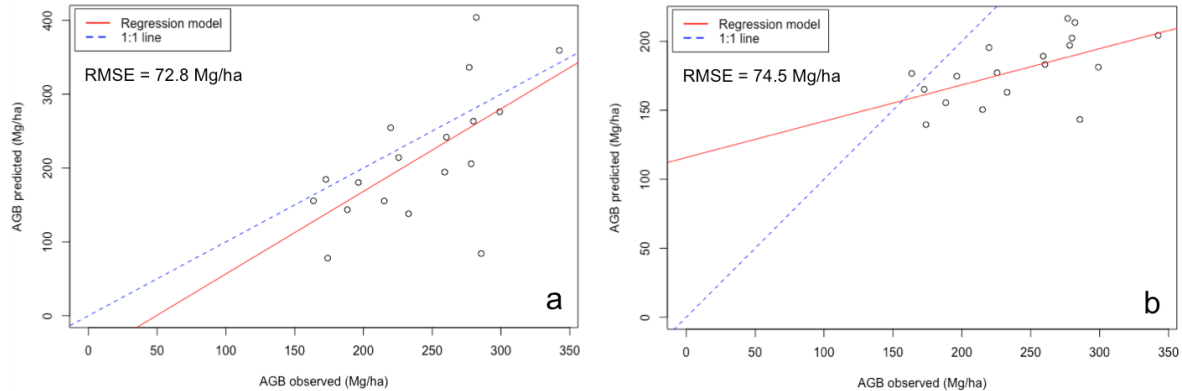 Regression model
1:1 line
RMSE = 72.8 Mg/ha
AGB predicted (Mg/ha)
400
300
200
100
0
0 50 100 150 200 250 300 350
AGB observed (Mg/ha)
a
Regression model
1:1 line
RMSE = 74.5 Mg/ha
AGB predicted (Mg/ha)
200
150
100
50
0
0 50 100 150 200 250 300 350
AGB observed (Mg/ha)
b